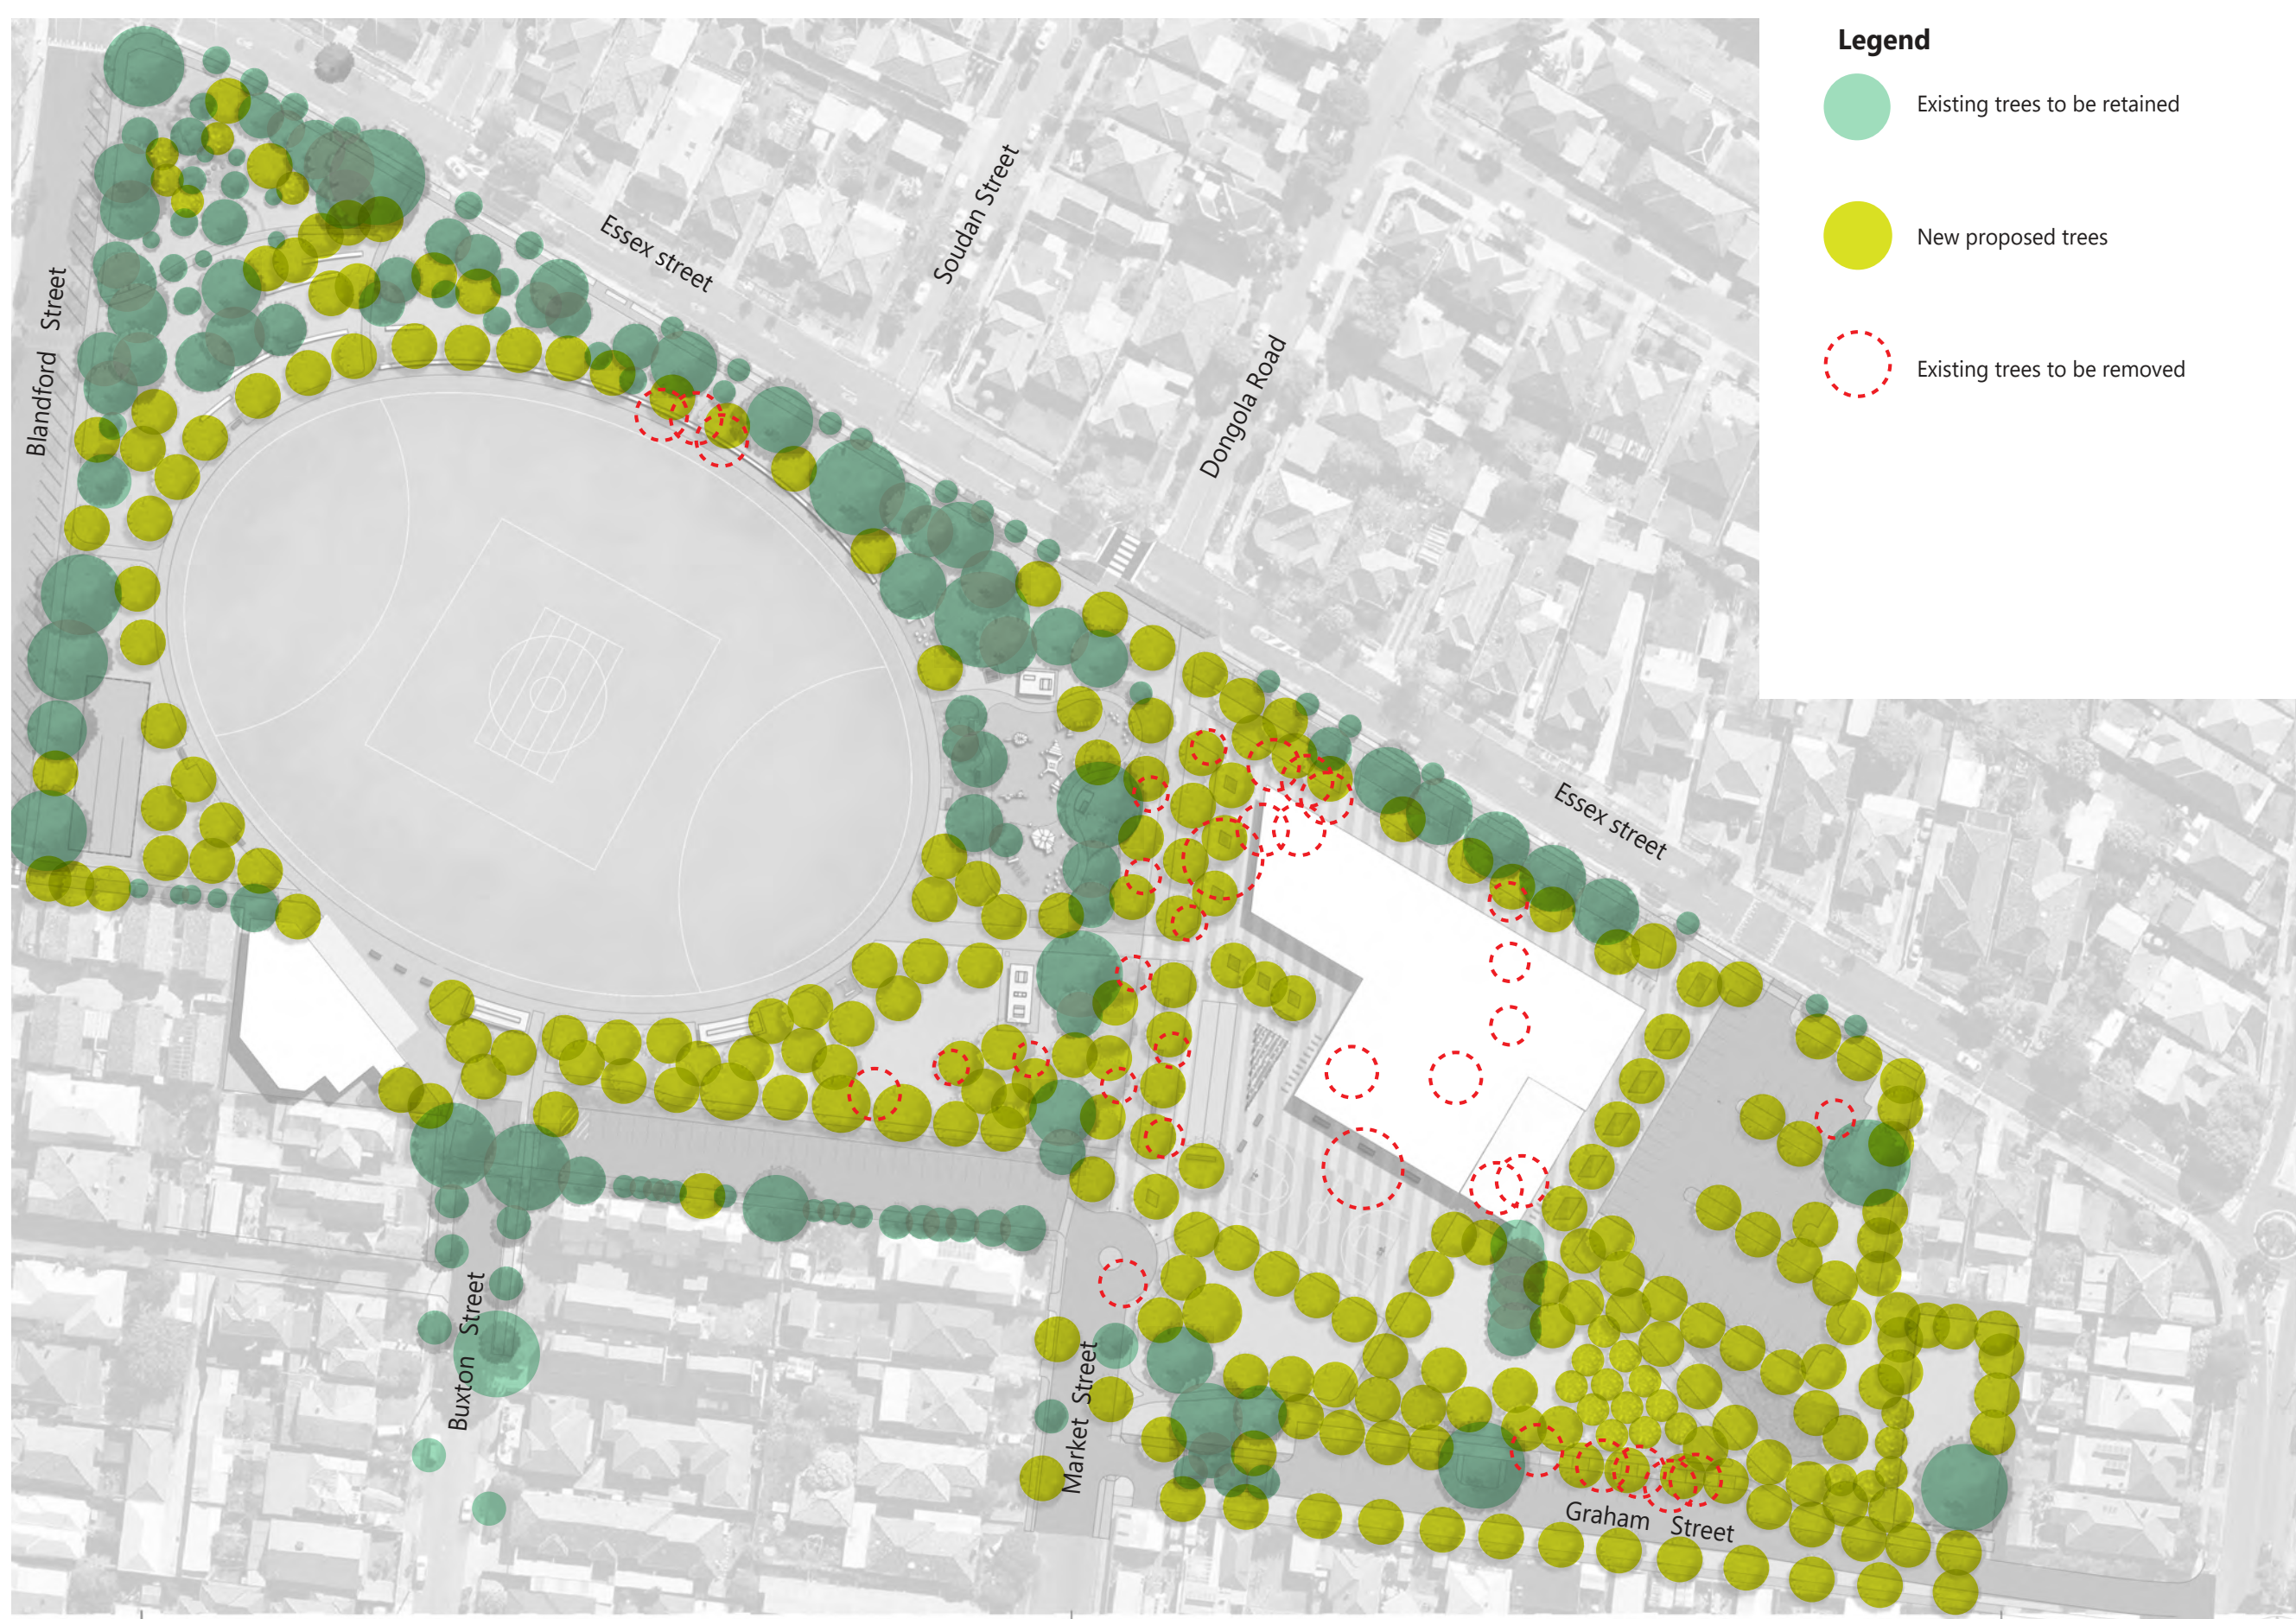 Legend
Existing trees to be retained
New proposed trees
Existing trees to be removed
Essex street
Soudan Street
Dongola Road
Blandford Street
Essex street
Buxton Street
Market Street
Graham Street